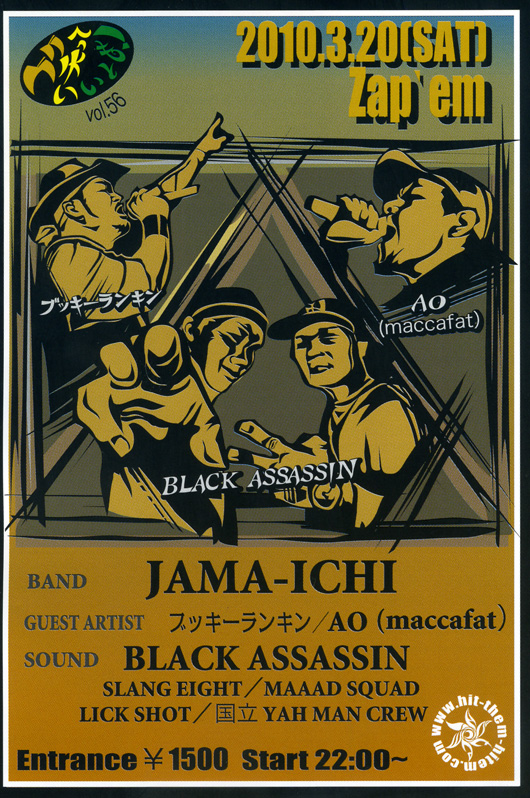 vol.56
2010.3.20(SAT)
Zap`em
ブッキーランキン
AO
(maccafat)
BLACK ASSASSIN
BAND JAMA-ICHI
GUEST ARTIST ブッキーランキン/AO (maccafat)
SOUND BLACK ASSASSIN
SLANG EIGHT/MAAAD SQUAD
LICK SHOT/国立 YAH MAN CREW
Entrance ¥1500 Start 22:00~
www.hit-them-hitem.com